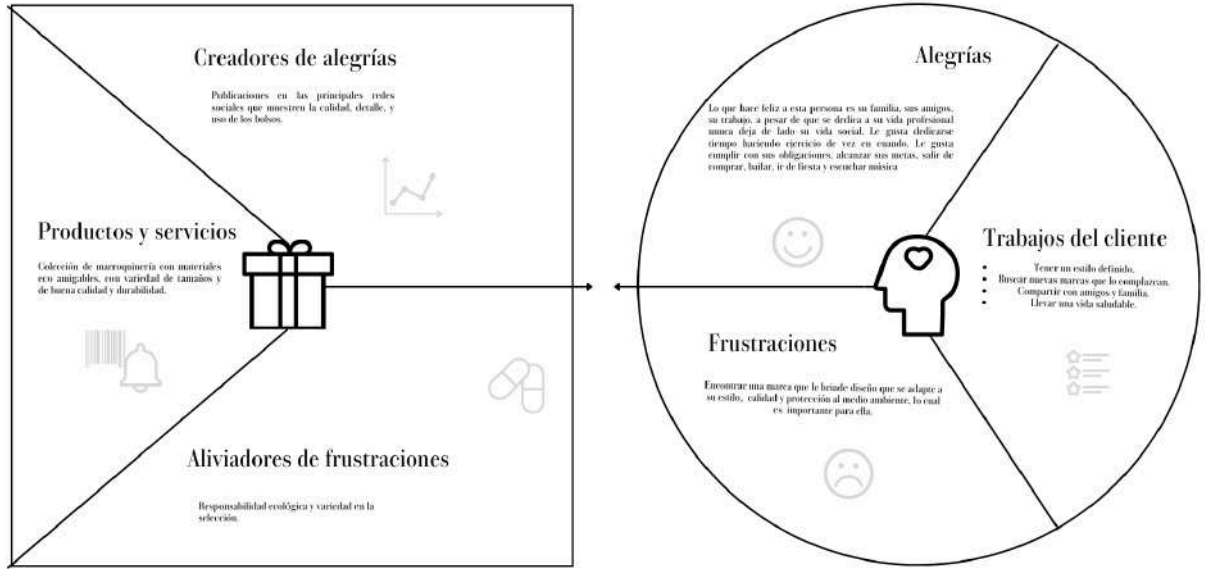 Creadores de alegrías
Publicaciones en las principales redes
sociales que muestren la calidad, detalle, y
uso de los bolsos.
Productos y servicios
Colección de marroquinería con materiales
eco amigables, con variedad de tamaños y
de buena calidad y durabilidad.
Aliviadores de frustraciones
Responsabilidad ecológica y variedad en la
selección.
Alegrías
Lo que hace feliz a esta persona es su familia, sus amigos,
su trabajo, a pesar de que se dedica a su vida profesional
nunca deja de lado su vida social. Le gusta dedicarse
tiempo haciendo ejercicio de vez en cuando. Le gusta
cumplir con sus obligaciones, alcanzar sus metas, salir de
comprar, bailar, ir de fiesta y escuchar música
Trabajos del cliente
• Tener un estilo definido.
• Buscar nuevas marcas que lo complazcan.
• Compartir con amigos y familia.
• Llevar una vida saludable.
Frustraciones
Encontrar una marca que le brinde diseño que se adapte a
su estilo, calidad y protección al medio ambiente, lo cual
es importante para ella.